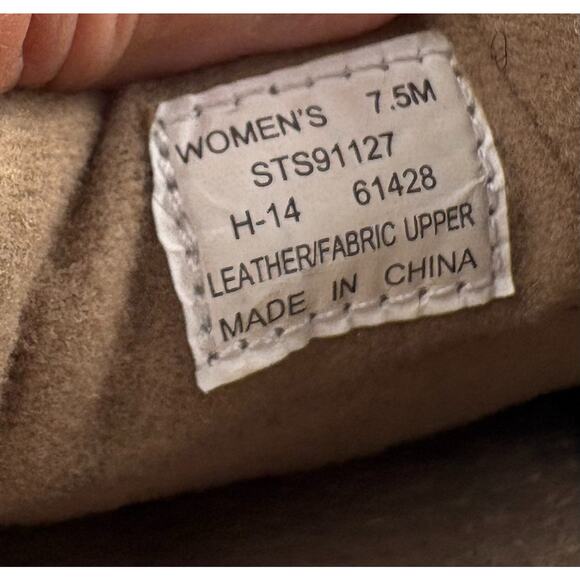 WOMEN'S 7.5M
STS91127
H-14 61428
LEATHER/FABRIC UPPER
MADE IN CHINA